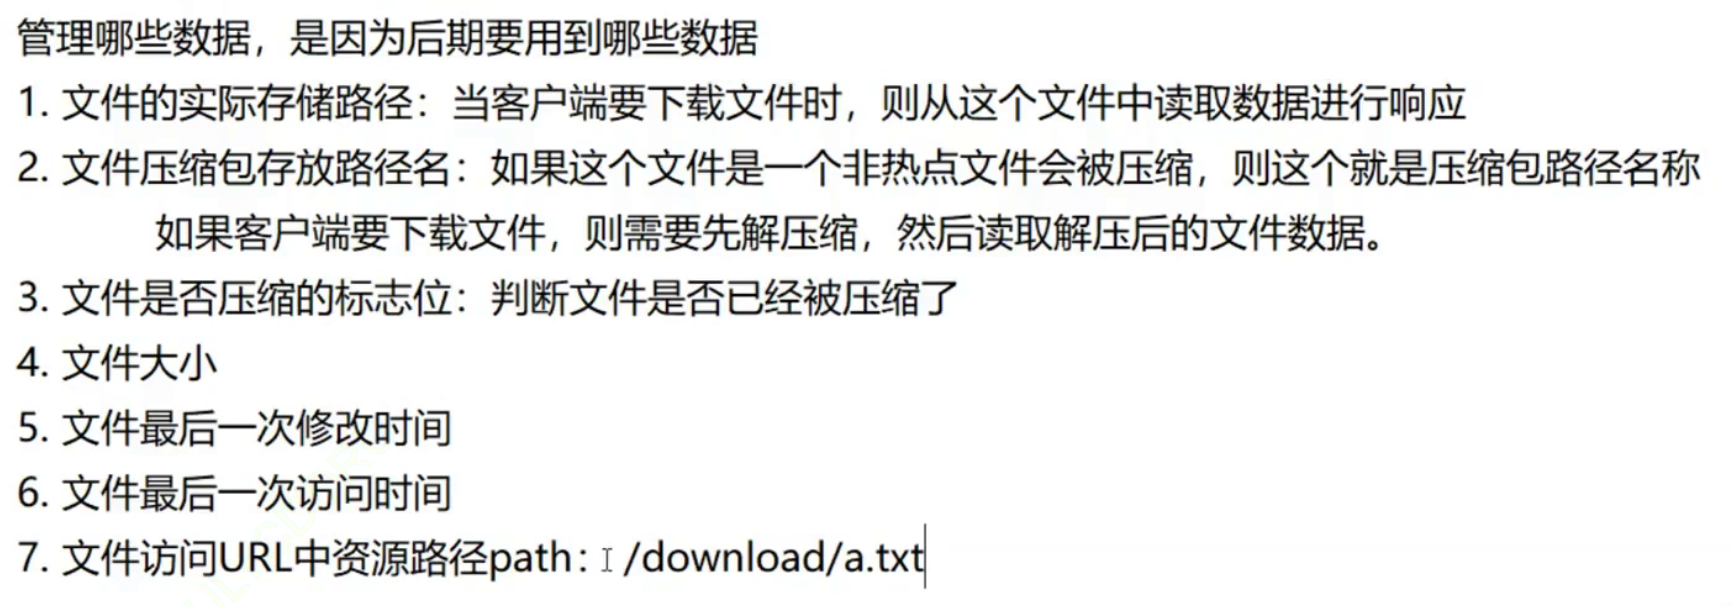 管理哪些数据，是因为后期要用到哪些数据
1. 文件的实际存储路径：当客户端要下载文件时，则从这个文件中读取数据进行响应
2. 文件压缩包存放路径名：如果这个文件是一个非热点文件会被压缩，则这个就是压缩包路径名称
如果客户端要下载文件，则需要先解压缩，然后读取解压后的文件数据。
3. 文件是否压缩的标志位：判断文件是否已经被压缩了
4. 文件大小
5. 文件最后一次修改时间
6. 文件最后一次访问时间
7. 文件访问URL中资源路径path：/download/a.txt